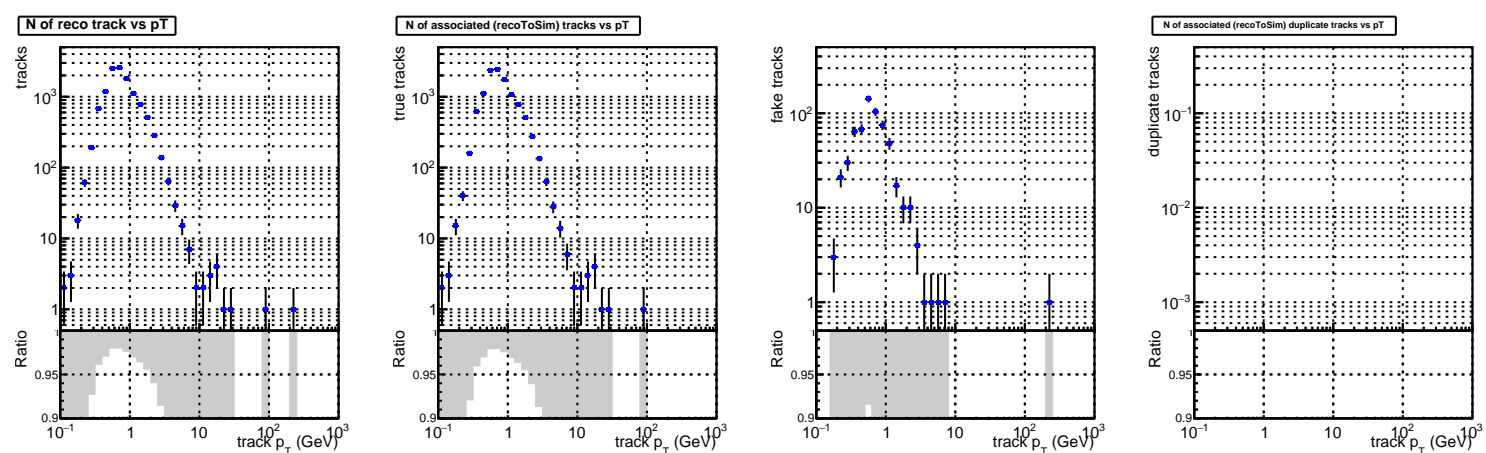 N of reco track vs pT
tracks
10³
10²
10
1
Ratio
1
0.95
0.9
10⁻¹ 1 10 10² 10³
track p_T (GeV)
N of associated (recoToSim) tracks vs pT
true tracks
10³
10²
10
1
Ratio
1
0.95
0.9
10⁻¹ 1 10 10² 10³
track p_T (GeV)
fake tracks
10²
10
1
Ratio
1
0.95
0.9
10⁻¹ 1 10 10² 10³
track p_T (GeV)
N of associated (recoToSim) duplicate tracks vs pT
duplicate tracks
10⁻¹
10⁻²
10⁻³
Ratio
1
0.95
0.9
10⁻¹ 1 10 10² 10³
track p_T (GeV)